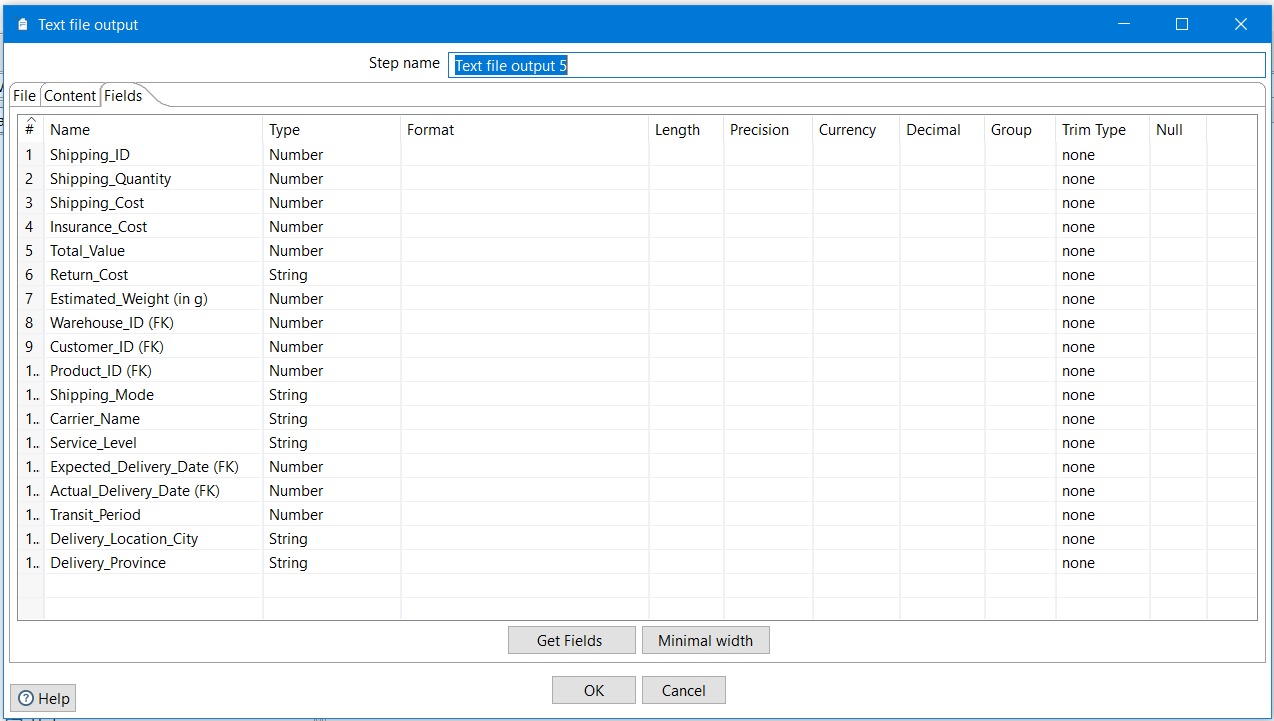 Text file output
Step name Text file output 5
File Content Fields
# Name Type Format Length Precision Currency Decimal Group Trim Type Null
1 Shipping_ID Number none
2 Shipping_Quantity Number none
3 Shipping_Cost Number none
4 Insurance_Cost Number none
5 Total_Value Number none
6 Return_Cost String none
7 Estimated_Weight (in g) Number none
8 Warehouse_ID (FK) Number none
9 Customer_ID (FK) Number none
1.. Product_ID (FK) Number none
1.. Shipping_Mode String none
1.. Carrier_Name String none
1.. Service_Level String none
1.. Expected_Delivery_Date (FK) Number none
1.. Actual_Delivery_Date (FK) Number none
1.. Transit_Period Number none
1.. Delivery_Location_City String none
1.. Delivery_Province String none
Get Fields Minimal width
OK Cancel
? Help